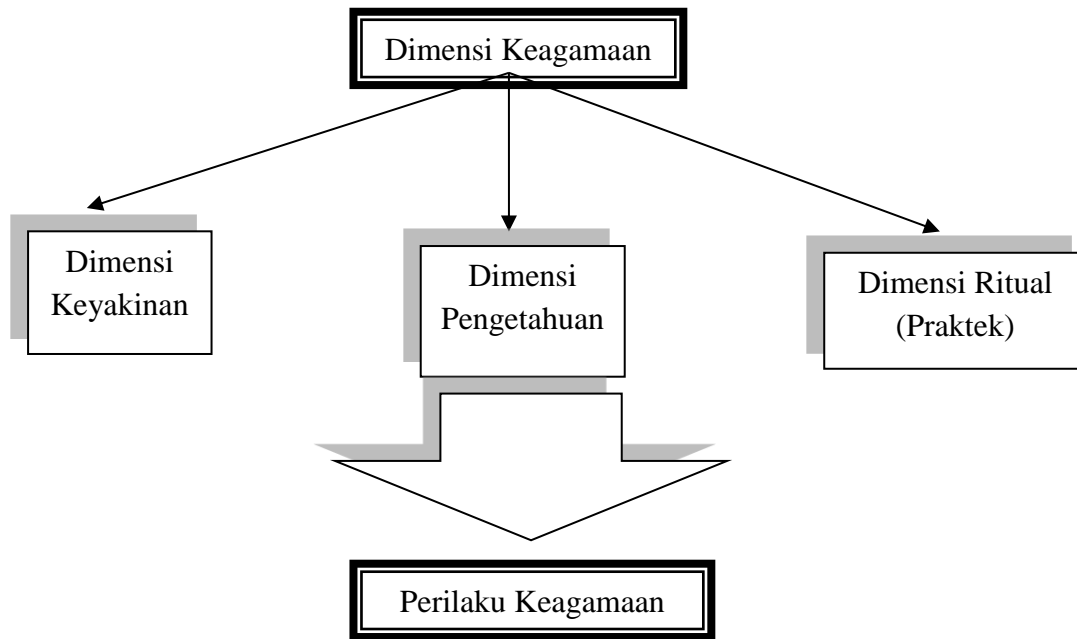 Dimensi Keagamaan
Dimensi
Keyakinan
Dimensi
Pengetahuan
Dimensi Ritual
(Praktek)
Perilaku Keagamaan